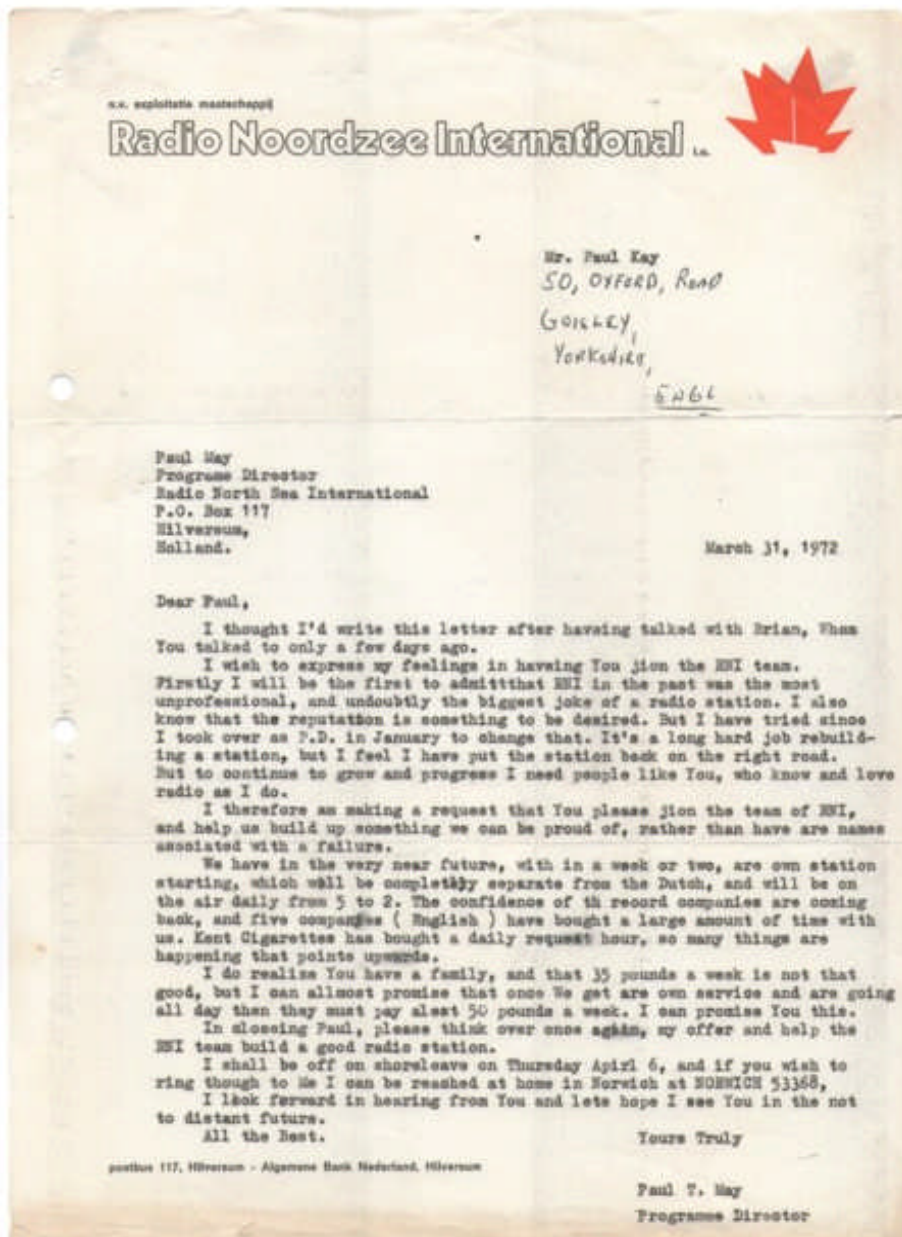 n.v. exploitatie maatschappij
Radio Noordzee International i.o.
Mr. Paul Kay
50, OXFORD, ROAD
GUISLEY,
YORKSHIRE,
ENGL
Paul May
Programe Director
Radio North Sea International
P.O. Box 117
Hilversum,
Holland.
March 31, 1972
Dear Paul,
I thought I'd write this letter after haveing talked with Brian, Whom
You talked to only a few days ago.
I wish to express my feelings in haveing You jion the RNI team.
Firstly I will be the first to admittthat RNI in the past was the most
unprofessional, and undoubtly the biggest joke of a radio station. I also
know that the reputation is something to be desired. But I have tried since
I took over as P.D. in January to change that. It's a long hard job rebuild-
ing a station, but I feel I have put the station back on the right road.
But to continue to grow and progress I need people like You, who know and love
radio as I do.
I therefore am making a request that You please jion the team of RNI,
and help us build up something we can be proud of, rather than have are names
asociated with a failure.
We have in the very near future, with in a week or two, are own station
starting, which will be completly separate from the Dutch, and will be on
the air daily from 5 to 2. The confidence of th record companies are coming
back, and five companies ( English ) have bought a large amount of time with
us. Kent Cigarettes has bought a daily request hour, so many things are
happening that points upwards.
I do realize You have a family, and that 35 pounds a week is not that
good, but I can allmost promise that once We get are own service and are going
all day then they must pay aleat 50 pounds a week. I can promise You this.
In slossing Paul, please think over once again, my offer and help the
RNI team build a good radio station.
I shall be off on shoreleave on Thursday Apirl 6, and if you wish to
ring though to Me I can be reached at home in Norwich at NORWICH 53368,
I look forward in hearing from You and lets hope I see You in the not
to distant future.
All the Best.
Yours Truly
postbus 117, Hilversum - Algemene Bank Nederland, Hilversum
Paul T. May
Programme Director